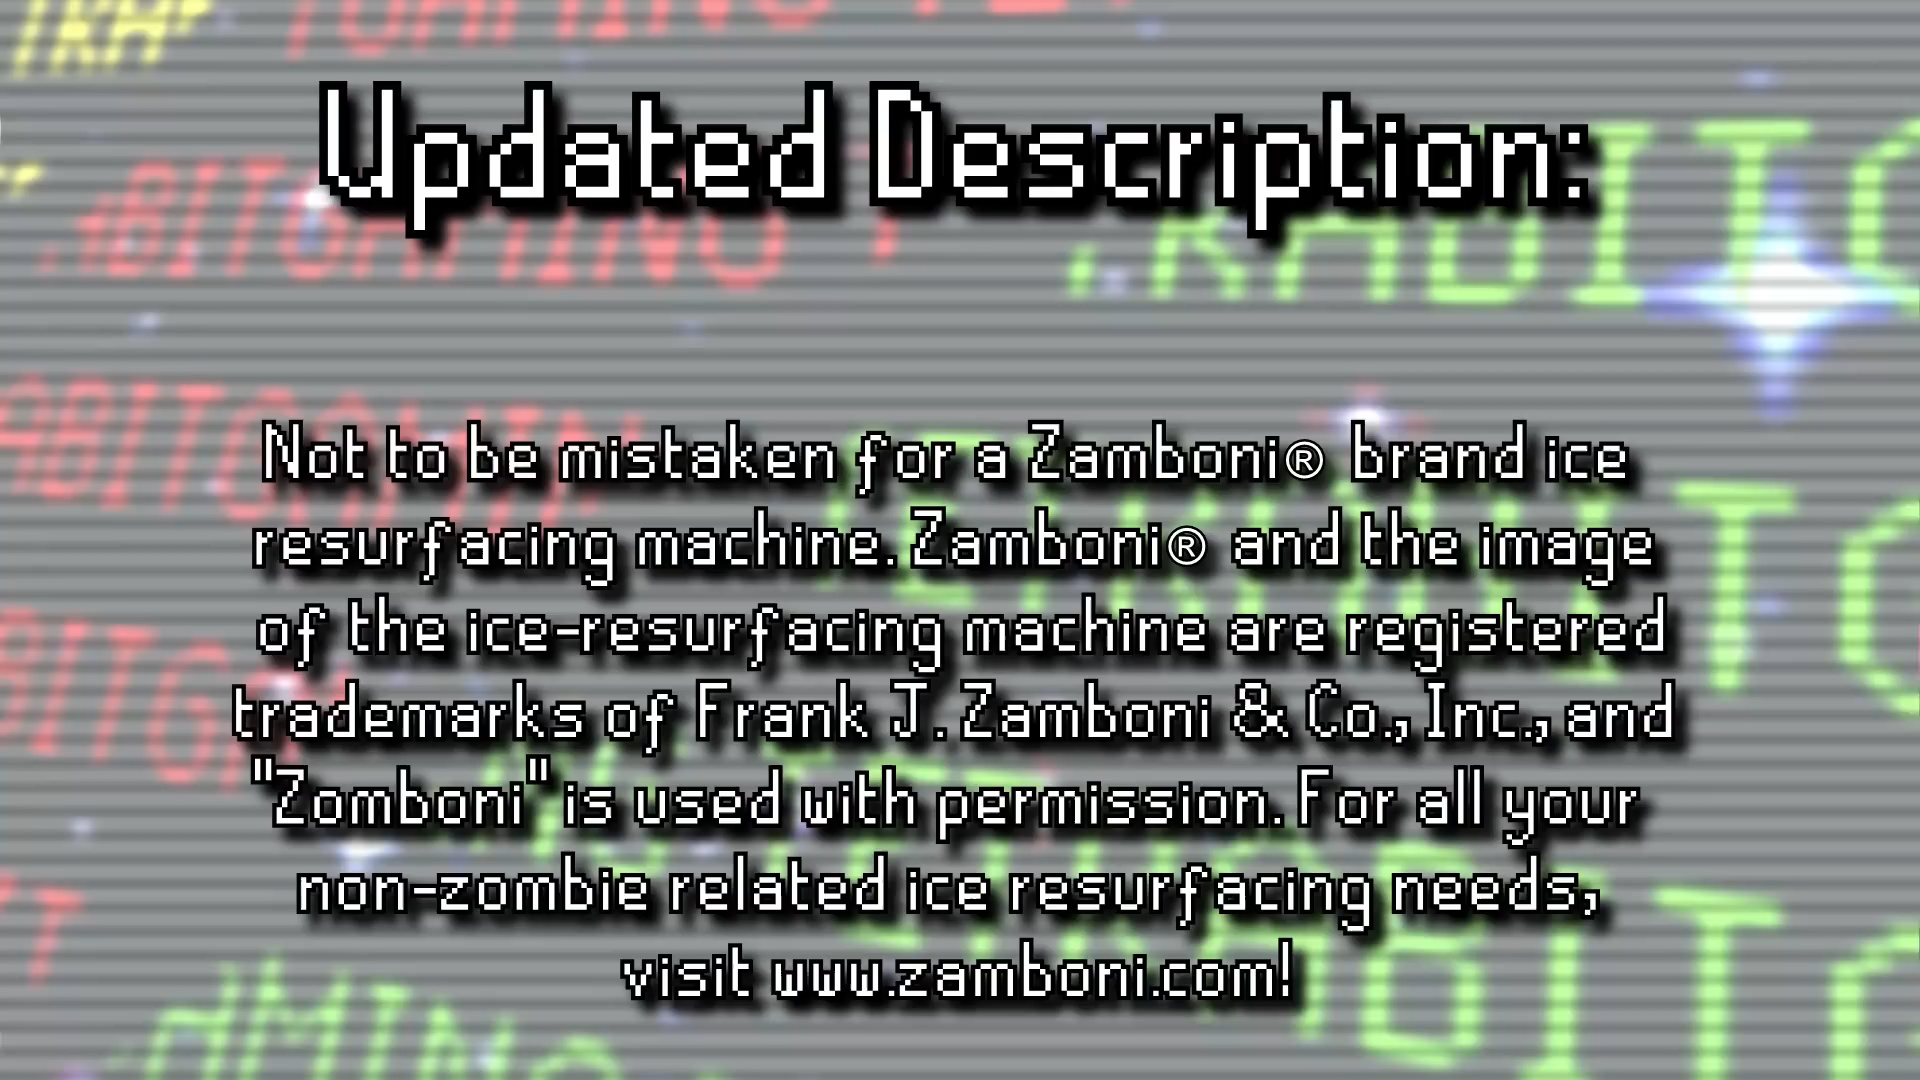 Updated Description:
Not to be mistaken for a Zamboni® brand ice
resurfacing machine. Zamboni® and the image
of the ice-resurfacing machine are registered
trademarks of Frank J. Zamboni & Co., Inc., and
"Zomboni" is used with permission. For all your
non-zombie related ice resurfacing needs,
visit www.zamboni.com!